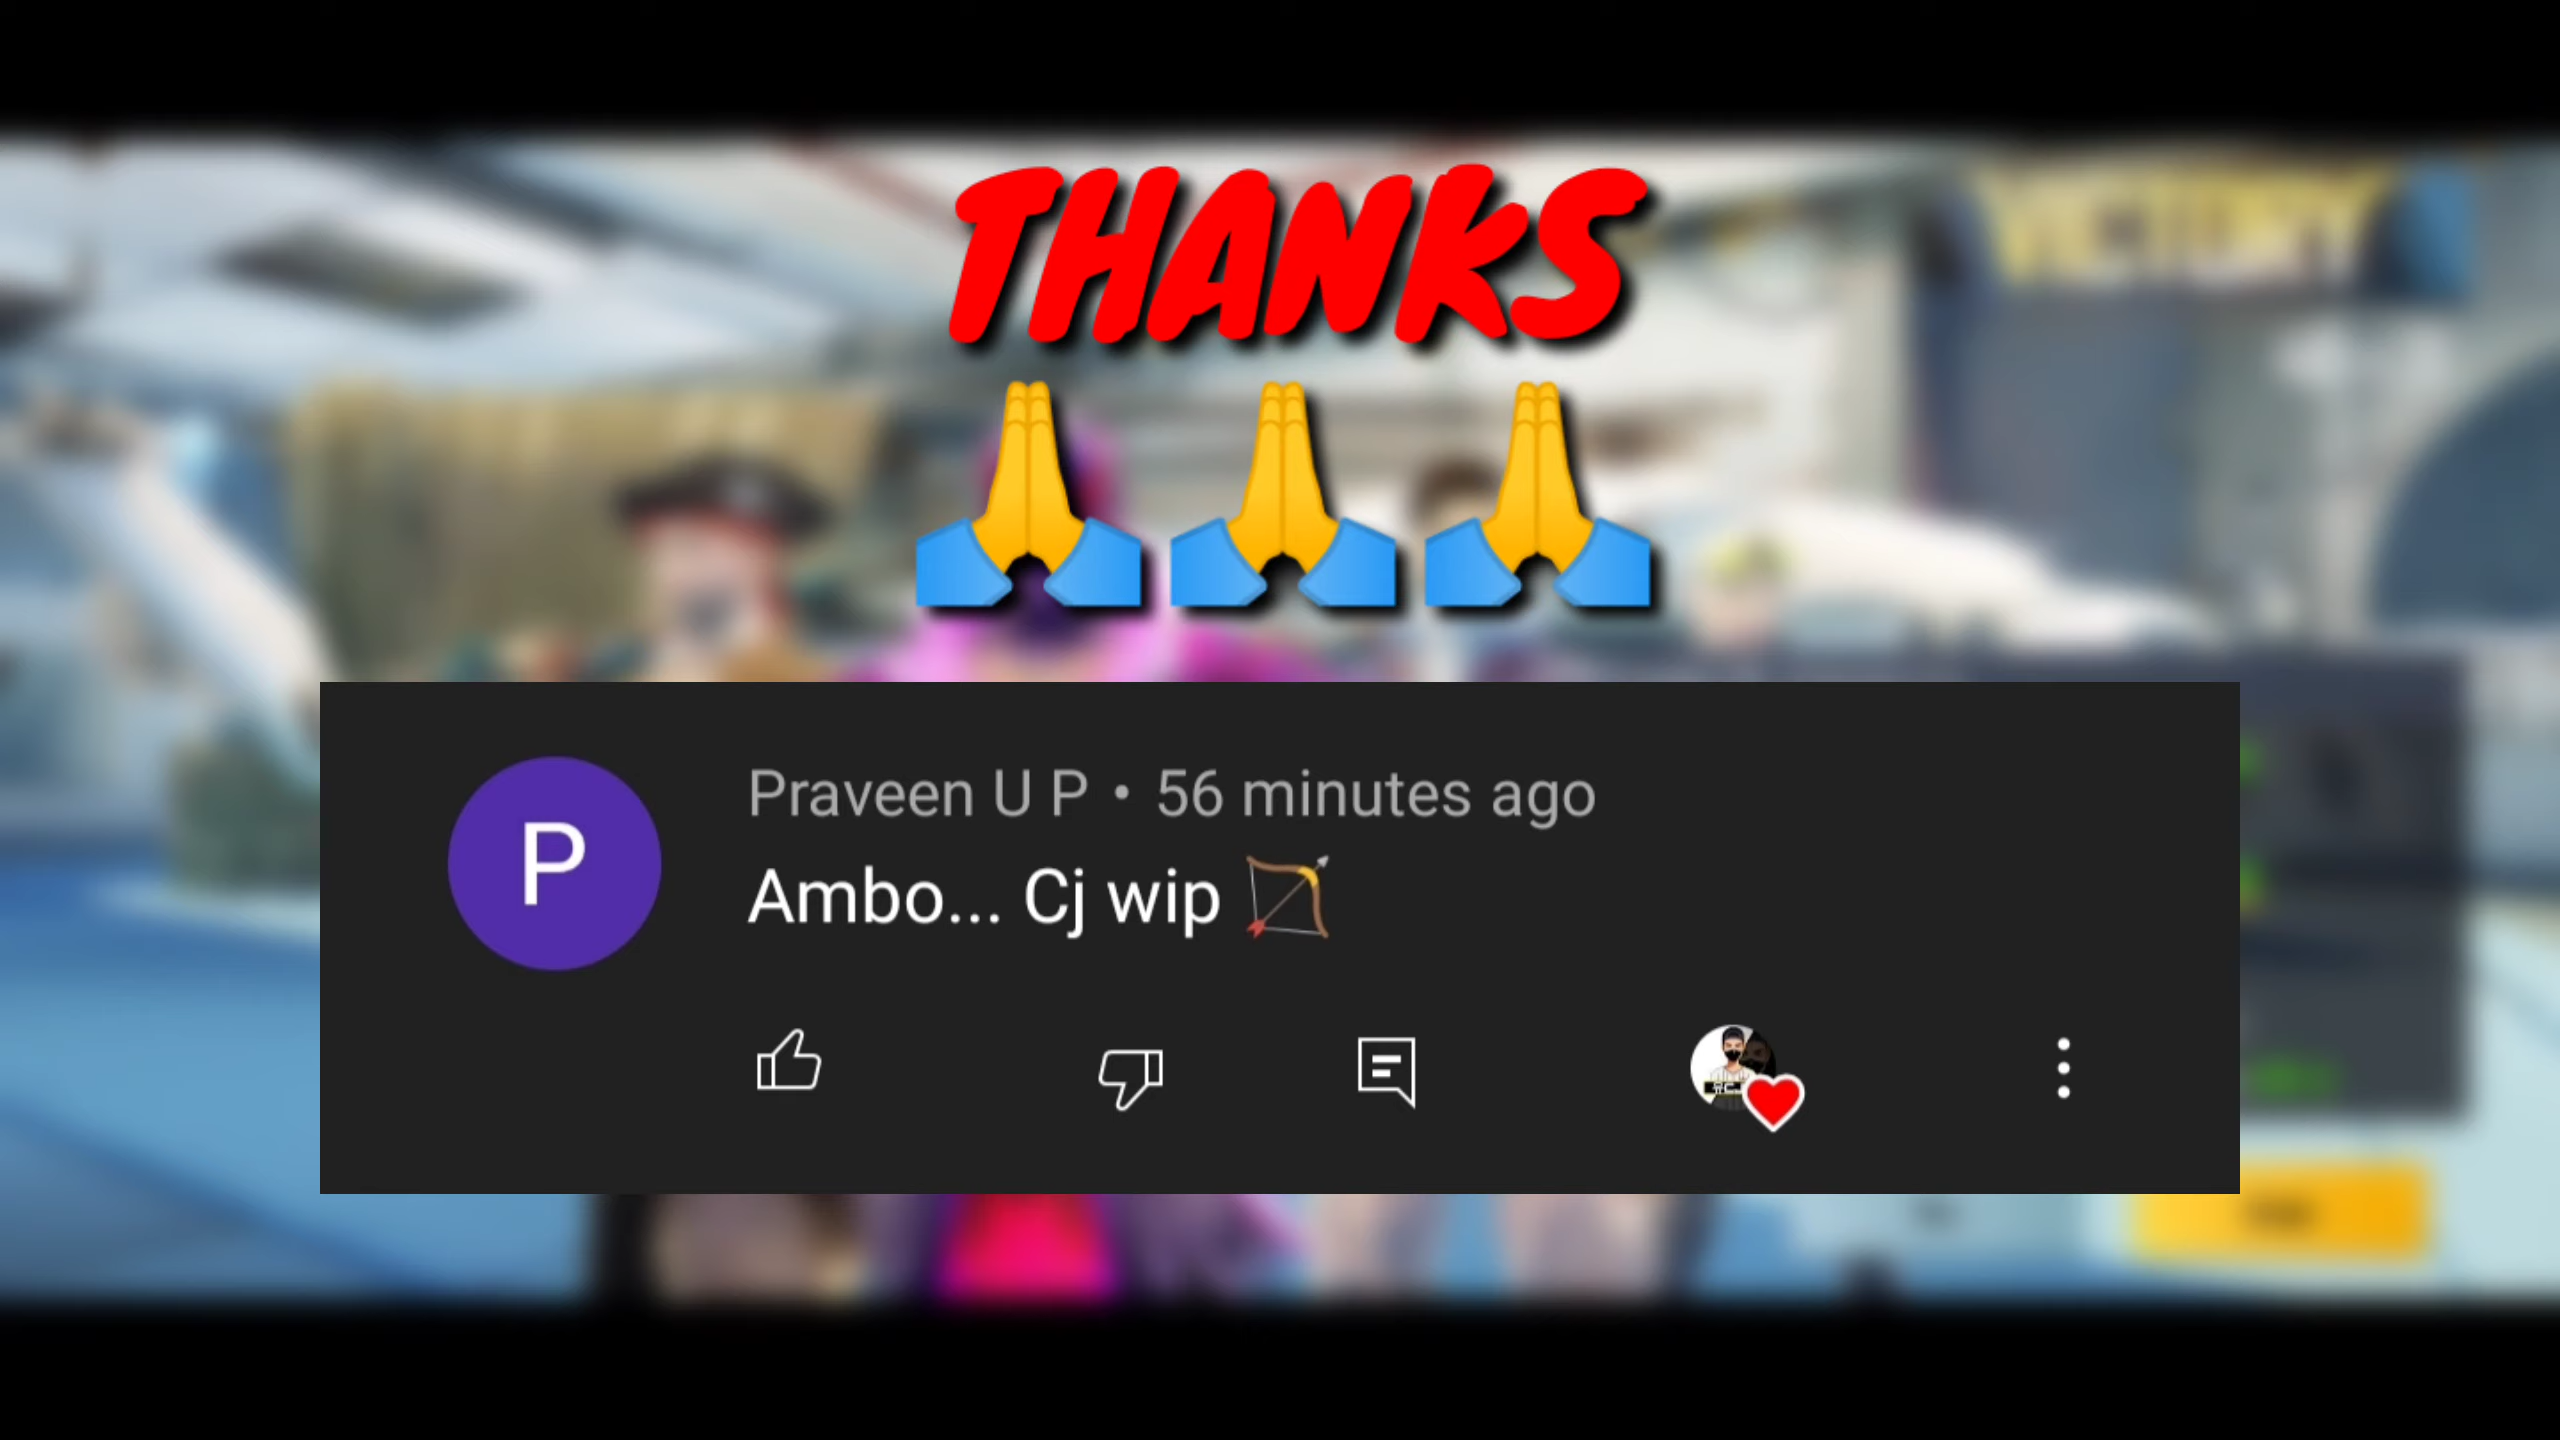 THANKS
🙏🙏🙏
P
Praveen U P • 56 minutes ago
Ambo... Cj wip 🏹